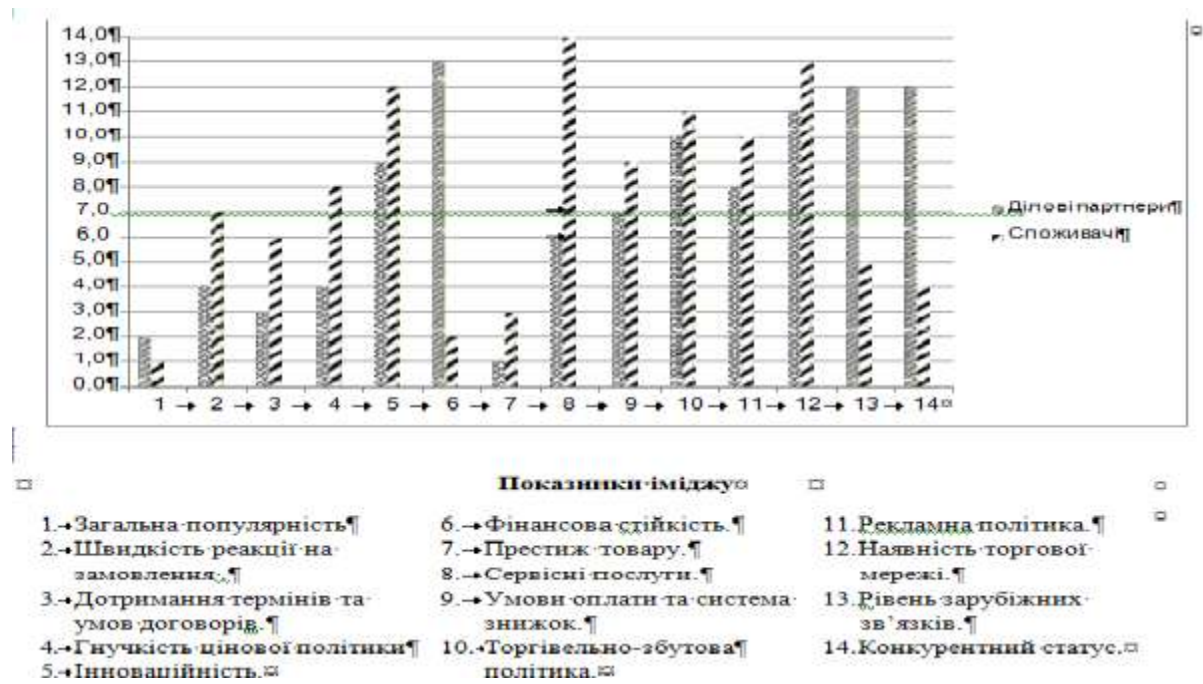 14,0¶
13,0¶
12,0¶
11,0¶
10,0¶
9,0¶
8,0¶
7,0
6,0
5,0¶
4,0¶
3,0¶
2,0¶
1,0¶
0,0¶
1 → 2 → 3 → 4 → 5 → 6 → 7 → 8 → 9 → 10 → 11 → 12 → 13 → 14¤
Ділові партнери¶
Споживачі¶
Показники·іміджу¤
1.→Загальна·популярність¶
2.→Швидкість·реакції·на·
замовлення.¶
3.→Дотримання·термінів·та·
умов·договорів.¶
4.→Гнучкість·цінової·політики¶
5.→Інноваційність.¤
6.→Фінансова·стійкість.¶
7.→Престиж·товару.¶
8.→Сервісні·послуги.¶
9.→Умови·оплати·та·система·
знижок.¶
10.→Торгівельно-збутова¶
політика.¤
11.Рекламна·політика.¶
12.Наявність·торгової·
мережі.¶
13.Рівень·зарубіжних·
зв’язків.¶
14.Конкурентний·статус.¤